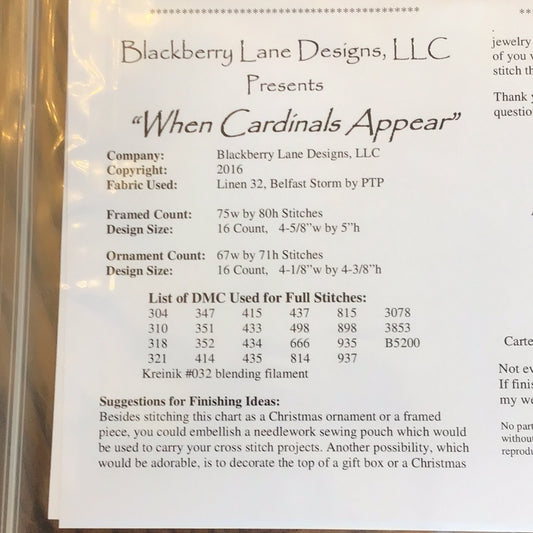 ******************************************
Blackberry Lane Designs, LLC
Presents
“When Cardinals Appear”
Company: Blackberry Lane Designs, LLC
Copyright: 2016
Fabric Used: Linen 32, Belfast Storm by PTP
Framed Count: 75w by 80h Stitches
Design Size: 16 Count, 4-5/8”w by 5”h
Ornament Count: 67w by 71h Stitches
Design Size: 16 Count, 4-1/8”w by 4-3/8”h
List of DMC Used for Full Stitches:
304 347 415 437 815 3078
310 351 433 498 898 3853
318 352 434 666 935 B5200
321 414 435 814 937
Kreinik #032 blending filament
Suggestions for Finishing Ideas:
Besides stitching this chart as a Christmas ornament or a framed
piece, you could embellish a needlework sewing pouch which would
be used to carry your cross stitch projects. Another possibility, which
would be adorable, is to decorate the top of a gift box or a Christmas
**
jewelry
of you
stitch
Thank
questio
Carte
Not ev
If fini
my we
No part
without
reprodu